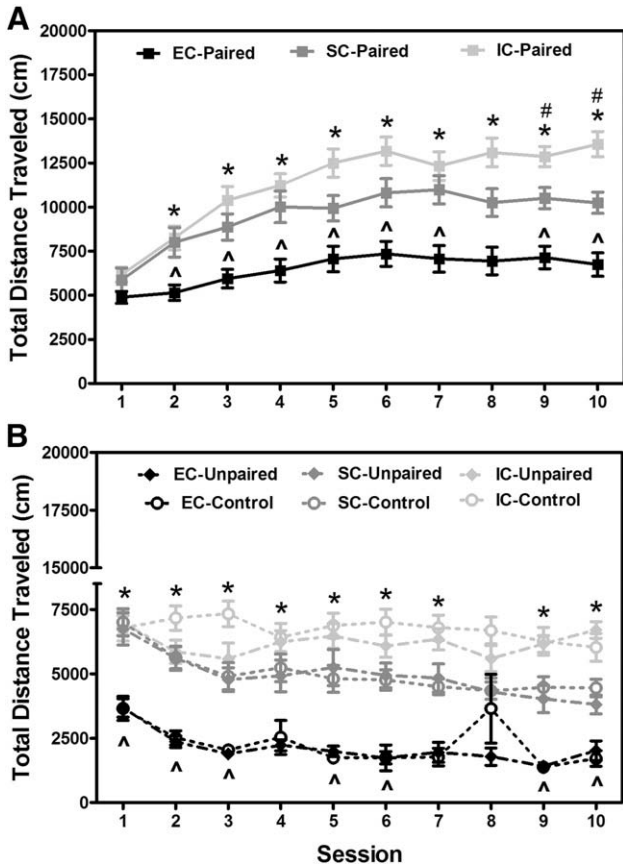 A
Total Distance Traveled (cm)
20000
17500
15000
12500
10000
7500
5000
2500
0
EC-Paired SC-Paired IC-Paired
# #
* * * * * * * * *
^ ^ ^ ^ ^ ^ ^ ^
1 2 3 4 5 6 7 8 9 10
B
Total Distance Traveled (cm)
20000
17500
15000
7500
5000
2500
0
EC-Unpaired SC-Unpaired IC-Unpaired
EC-Control SC-Control IC-Control
* * * * * * * * *
^ ^ ^ ^ ^ ^ ^
1 2 3 4 5 6 7 8 9 10
Session